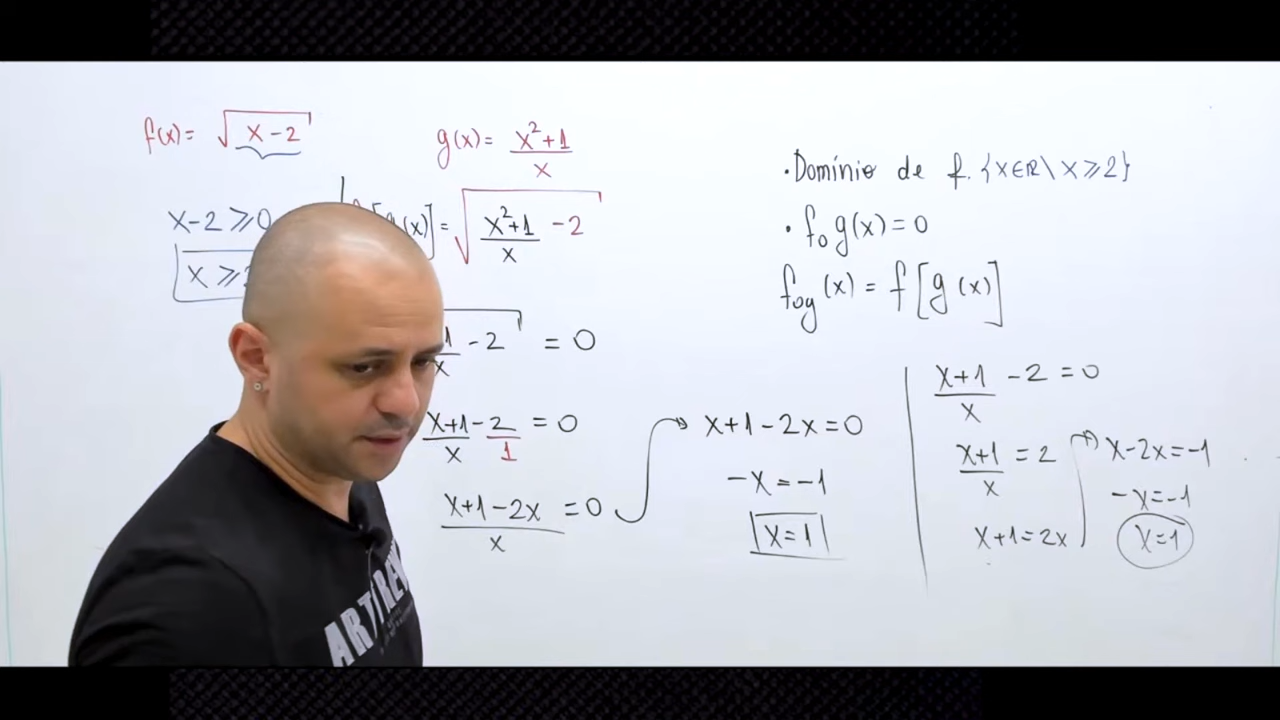 f(x) = √x-2
g(x) = x²+1/x
x-2 ≥ 0
x ≥
(x)] = √x²+1/x -2
-2 = 0
x+1/x - 2/1 = 0
x+1-2x/x = 0
x+1-2x=0
-x=-1
x=1
• Domínio de f. {x∈R\x≥2}
• fog(x)=0
fog(x) = f[g(x)]
x+1/x -2 = 0
x+1/x = 2
x+1=2x
x-2x=-1
-x=-1
x=1